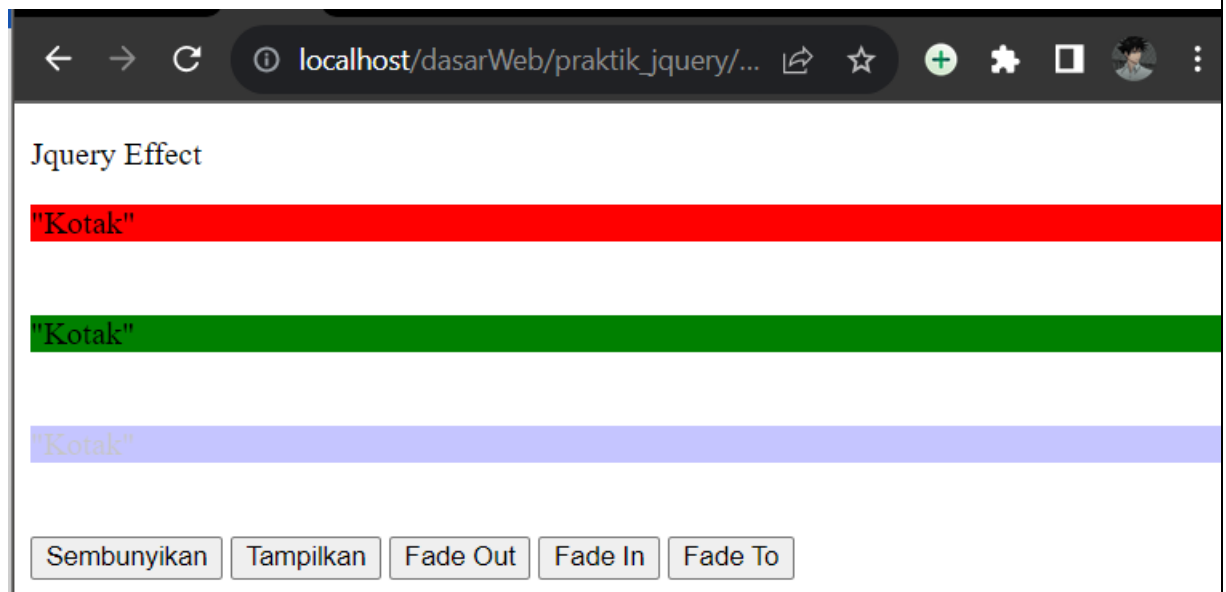 localhost/dasarWeb/praktik_jquery/...
Jquery Effect
"Kotak"
"Kotak"
"Kotak"
Sembunyikan Tampilkan Fade Out Fade In Fade To